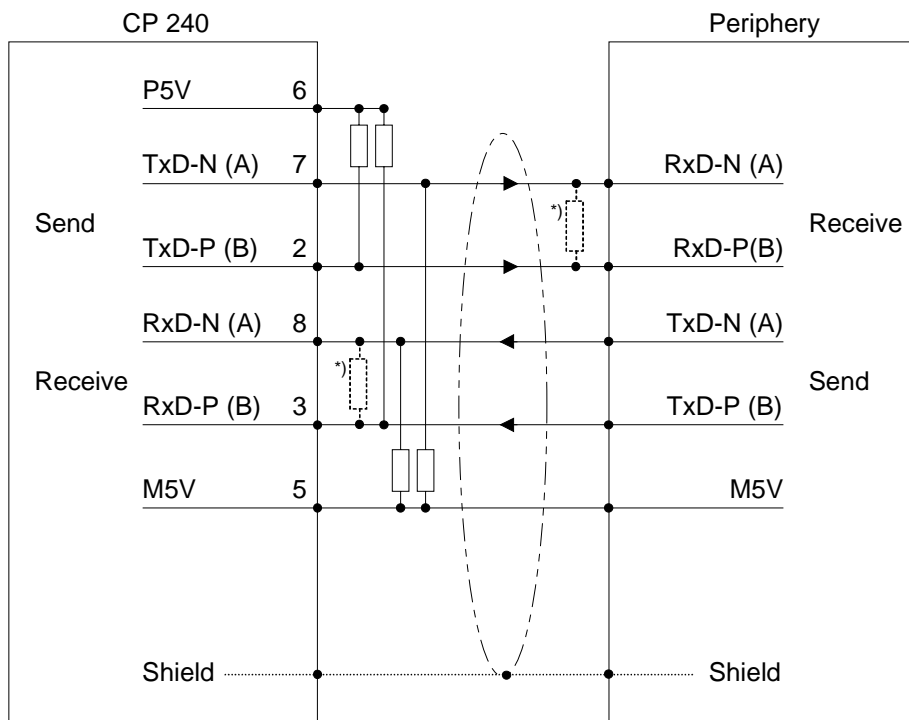 CP 240 Periphery
P5V 6
TxD-N (A) 7 RxD-N (A)
*)
Send Receive
TxD-P (B) 2 RxD-P(B)
RxD-N (A) 8 TxD-N (A)
*)
Receive Send
RxD-P (B) 3 TxD-P (B)
M5V 5 M5V
Shield Shield